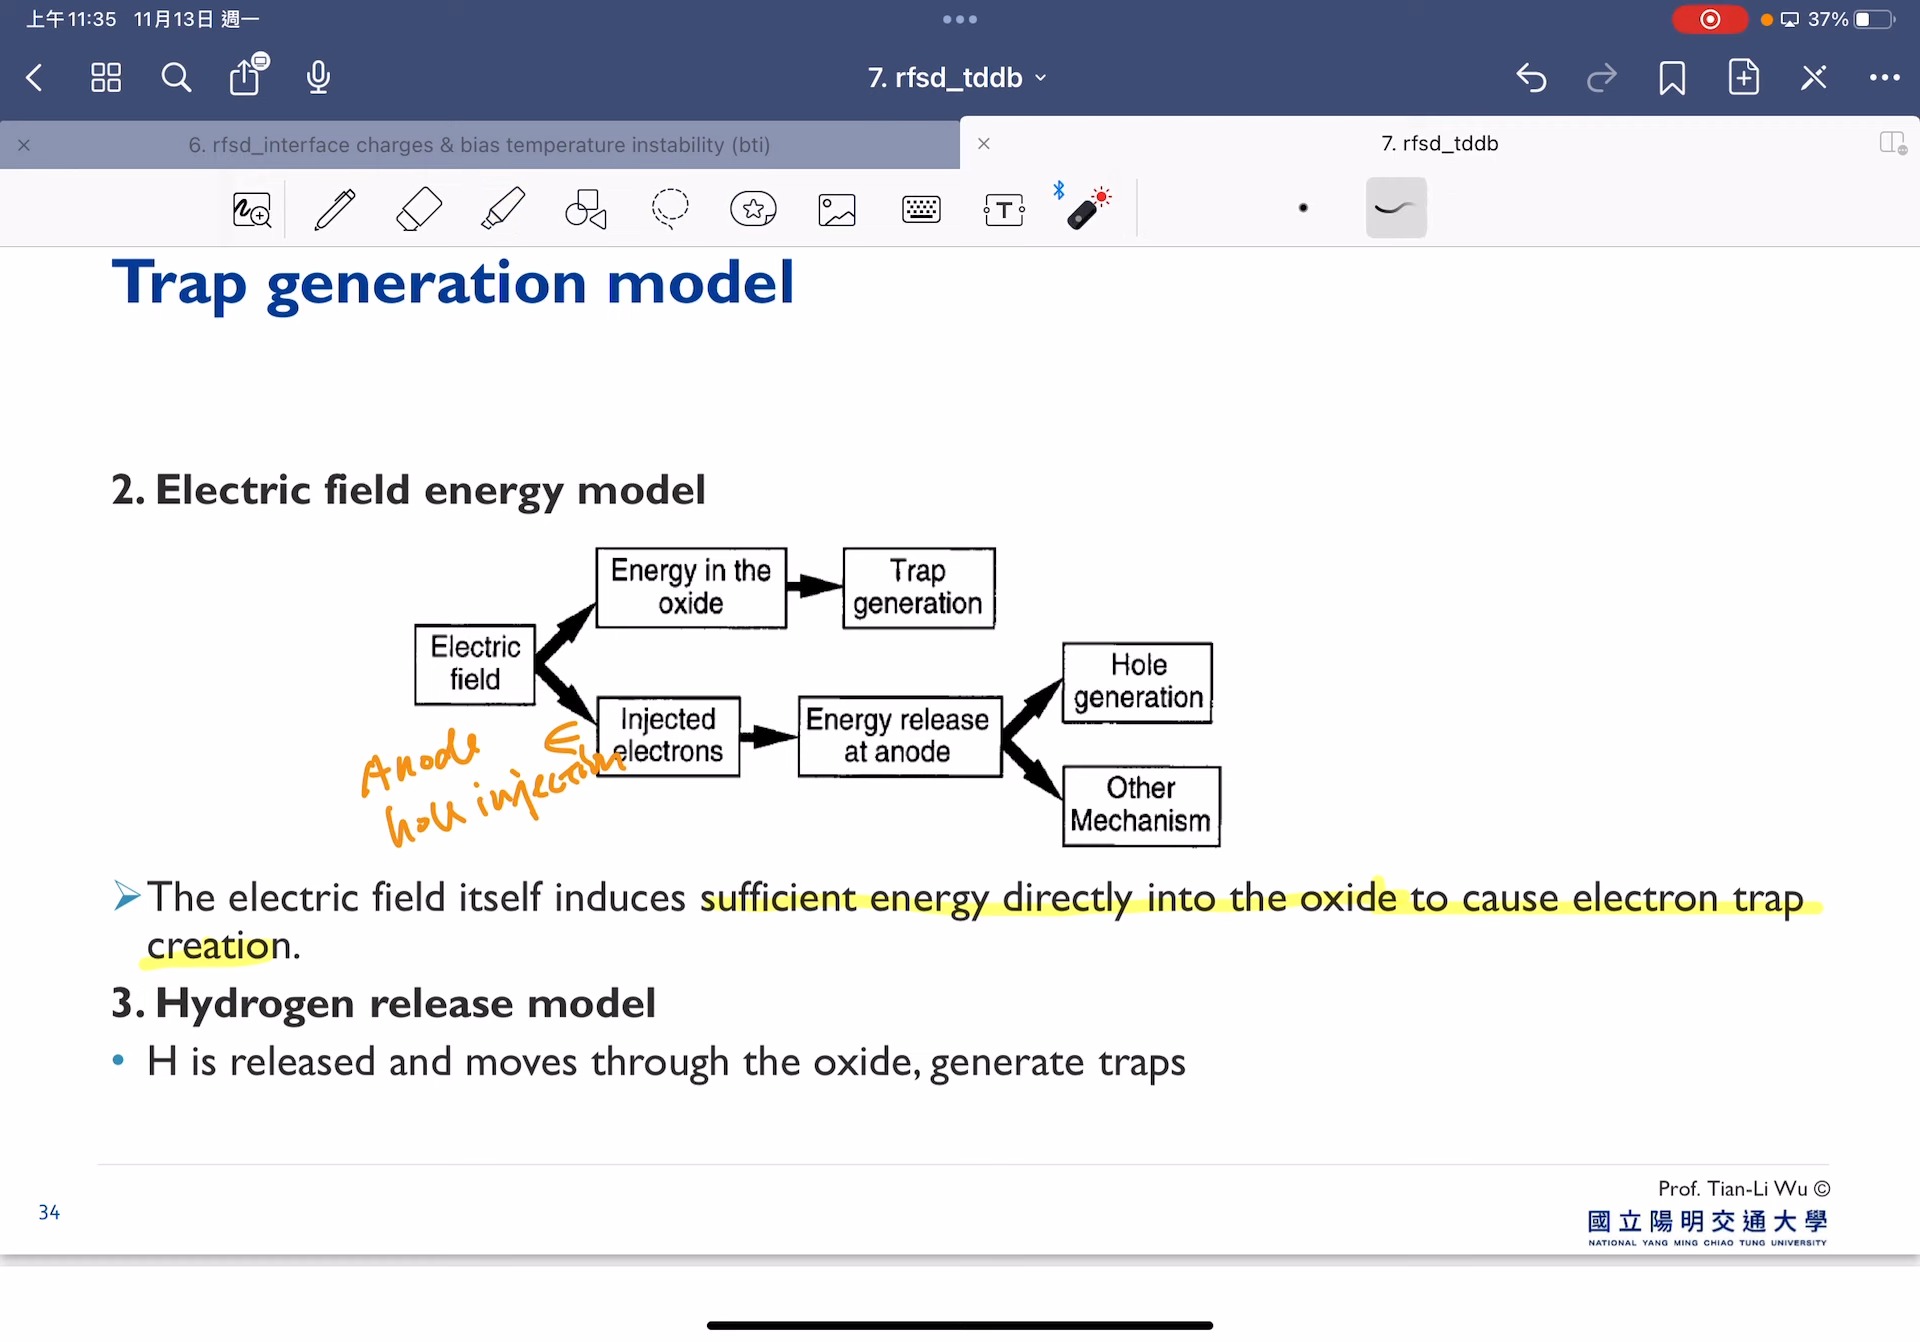 上午11:35 11月13日 週一
37%
7. rfsd_tddb
6. rfsd_interface charges & bias temperature instability (bti)
7. rfsd_tddb
Trap generation model
2. Electric field energy model
Energy in the
oxide
Trap
generation
Electric
field
Hole
generation
Injected
electrons
Energy release
at anode
Other
Mechanism
Anode
hole injection
The electric field itself induces sufficient energy directly into the oxide to cause electron trap
creation.
3. Hydrogen release model
• H is released and moves through the oxide, generate traps
34
Prof. Tian-Li Wu ©
國立陽明交通大學
NATIONAL YANG MING CHIAO TUNG UNIVERSITY